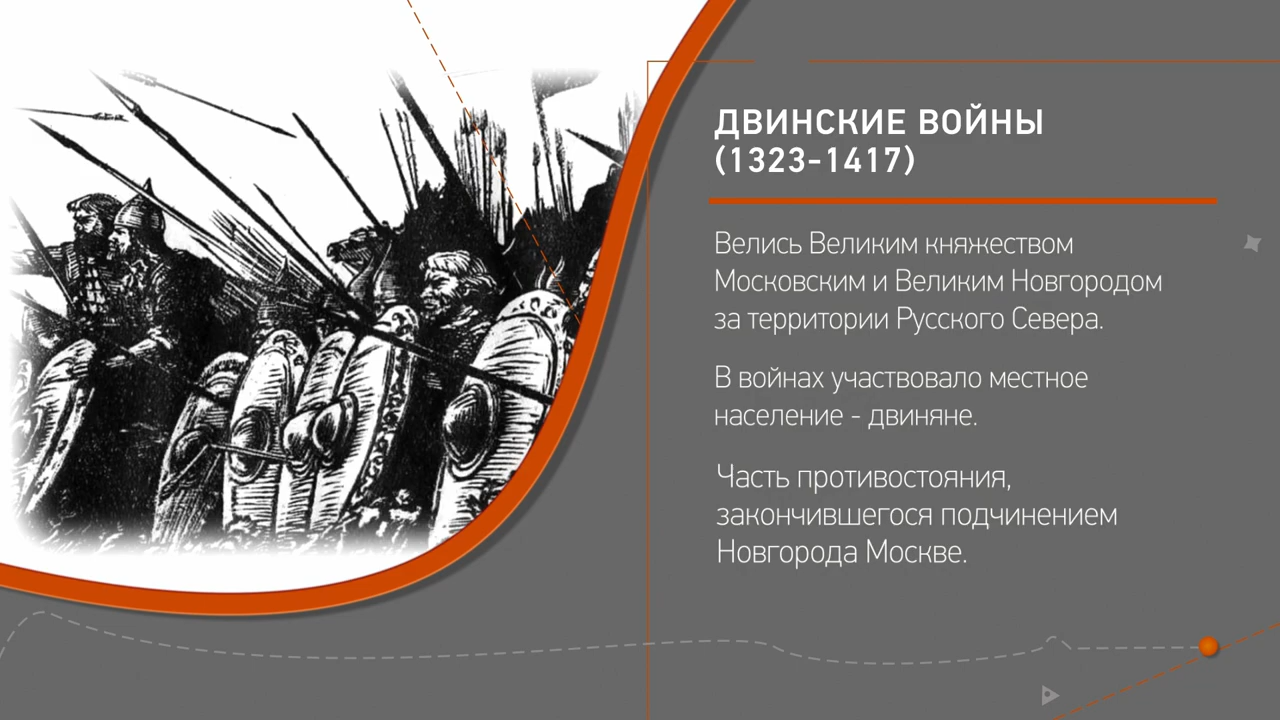 ДВИНСКИЕ ВОЙНЫ
(1323-1417)
Велись Великим княжеством
Московским и Великим Новгородом
за территории Русского Севера.
В войнах участвовало местное
население - двиняне.
Часть противостояния,
закончившегося подчинением
Новгорода Москве.